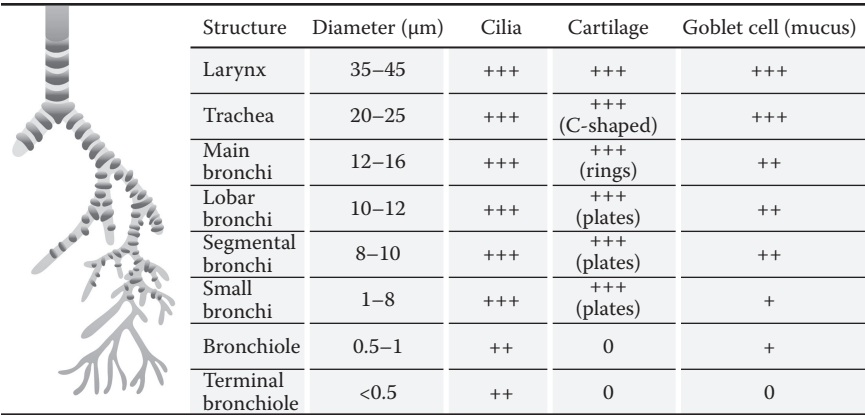 Structure Diameter (µm) Cilia Cartilage Goblet cell (mucus)
Larynx 35–45 +++ +++ +++
Trachea 20–25 +++ +++ (C-shaped) +++
Main bronchi 12–16 +++ +++ (rings) ++
Lobar bronchi 10–12 +++ +++ (plates) ++
Segmental bronchi 8–10 +++ +++ (plates) ++
Small bronchi 1–8 +++ +++ (plates) +
Bronchiole 0.5–1 ++ 0 +
Terminal bronchiole <0.5 ++ 0 0